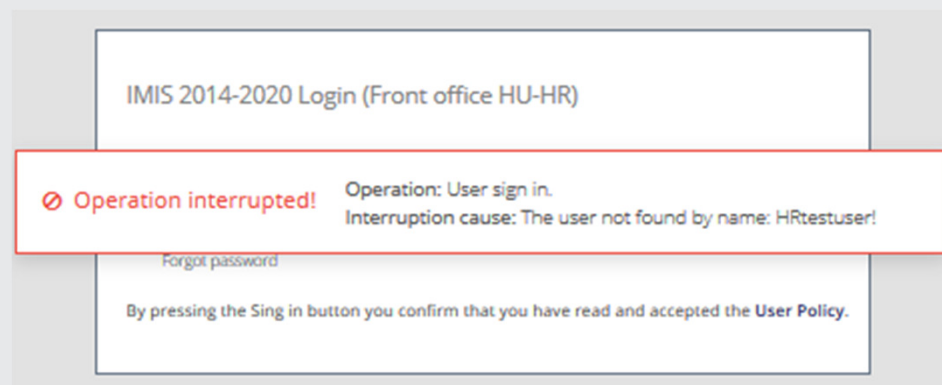 IMIS 2014-2020 Login (Front office HU-HR)
Operation interrupted!
Operation: User sign in.
Interruption cause: The user not found by name: HRtestuser!
Forgot password
By pressing the Sing in button you confirm that you have read and accepted the User Policy.